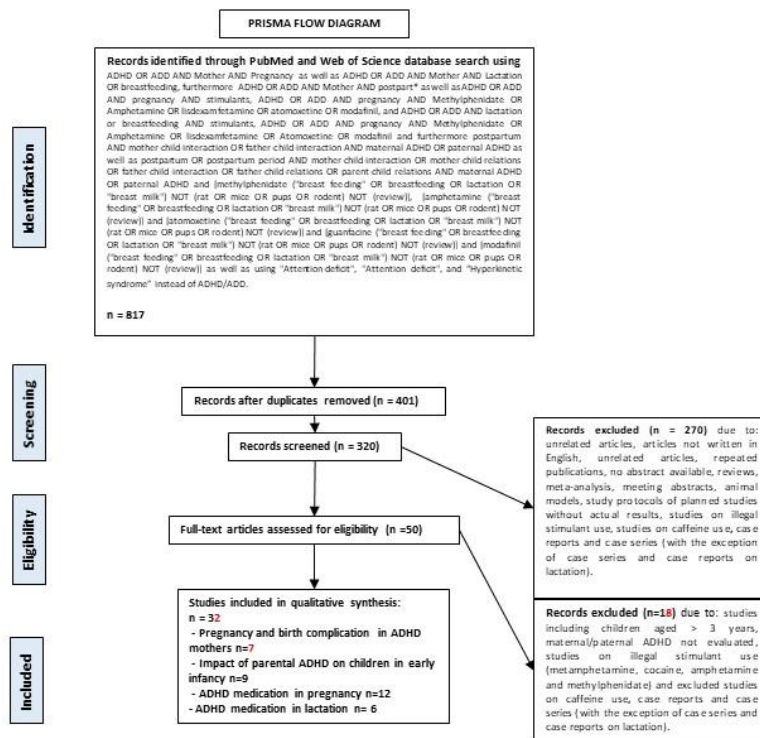 PRISMA FLOW DIAGRAM
Identification
Records identified through PubMed and Web of Science database search using
ADHD OR ADD AND Mother AND Pregnancy as well as ADHD OR ADD AND Mother AND Lactation
OR breastfeeding, furthermore ADHD OR ADD AND Mother AND postpart* as well as ADHD OR ADD
AND pregnancy AND stimulants, ADHD OR ADD AND pregnancy AND Methylphenidate OR
Amphetamine OR lisdexamfetamine OR atomoxetine OR modafinil, and ADHD OR ADD AND lactation
or breastfeeding AND stimulants, ADHD OR ADD AND pregnancy AND Methylphenidate OR
Amphetamine OR lisdexamfetamine OR Atomoxetine OR modafinil and furthermore postpartum
AND mother child interaction OR father child interaction AND maternal ADHD OR paternal ADHD as
well as postpartum OR postpartum period AND mother child interaction OR mother child relations
OR father child interaction OR father child relations OR parent child relations AND maternal ADHD
OR paternal ADHD and (methylphenidate ("breast feeding" OR breastfeeding OR lactation OR
"breast milk") NOT (rat OR mice OR pups OR rodent) NOT (review)), (amphetamine ("breast
feeding" OR breastfeeding OR lactation OR "breast milk") NOT (rat OR mice OR pups OR rodent) NOT
(review)) and (atomoxetine ("breast feeding" OR breastfeeding OR lactation OR "breast milk") NOT
(rat OR mice OR pups OR rodent) NOT (review)) and (guanfacine ("breast feeding" OR breastfeeding
OR lactation OR "breast milk") NOT (rat OR mice OR pups OR rodent) NOT (review)) and (modafinil
("breast feeding" OR breastfeeding OR lactation OR "breast milk") NOT (rat OR mice OR pups OR
rodent) NOT (review)) as well as using "Attention deficit", "Attention deficit", and "Hyperkinetic
syndrome" instead of ADHD/ADD.
n = 817
Screening
Records after duplicates removed (n = 401)
Records screened (n = 320)
Records excluded (n = 270) due to:
unrelated articles, articles not written in
English, unrelated articles, repeated
publications, no abstract available, reviews,
meta-analysis, meeting abstracts, animal
models, study protocols of planned studies
without actual results, studies on illegal
stimulant use, studies on caffeine use, case
reports and case series (with the exception
of case series and case reports on
lactation).
Eligibility
Full-text articles assessed for eligibility (n =50)
Records excluded (n=18) due to: studies
including children aged > 3 years,
maternal/paternal ADHD not evaluated,
studies on illegal stimulant use
(metamphetamine, cocaine, amphetamine
and methylphenidate) and excluded studies
on caffeine use, case reports and case
series (with the exception of case series and
case reports on lactation).
Included
Studies included in qualitative synthesis:
n = 32
- Pregnancy and birth complication in ADHD
mothers n=7
- Impact of parental ADHD on children in early
infancy n=9
- ADHD medication in pregnancy n=12
- ADHD medication in lactation n= 6